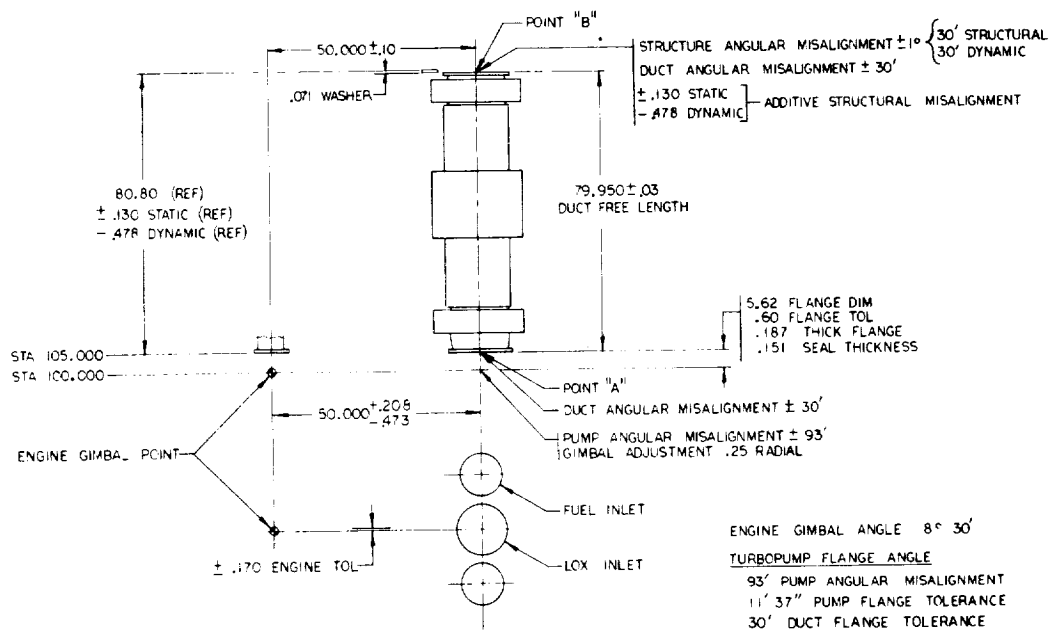 POINT "B"
50.000 ±.10
STRUCTURE ANGULAR MISALIGNMENT ±1° { 30' STRUCTURAL
30' DYNAMIC
DUCT ANGULAR MISALIGNMENT ± 30'
± .130 STATIC
- .478 DYNAMIC ] ADDITIVE STRUCTURAL MISALIGNMENT
.071 WASHER
80.80 (REF)
± .130 STATIC (REF)
- .478 DYNAMIC (REF)
79.950 ± .03
DUCT FREE LENGTH
5.62 FLANGE DIM
.60 FLANGE TOL
.187 THICK FLANGE
.151 SEAL THICKNESS
STA 105.000
STA 100.000
POINT "A"
50.000 +.208
-.473
DUCT ANGULAR MISALIGNMENT ± 30'
PUMP ANGULAR MISALIGNMENT ± 93'
GIMBAL ADJUSTMENT .25 RADIAL
ENGINE GIMBAL POINT
FUEL INLET
± .170 ENGINE TOL
LOX INLET
ENGINE GIMBAL ANGLE 8° 30'
TURBOPUMP FLANGE ANGLE
93' PUMP ANGULAR MISALIGNMENT
11' 37" PUMP FLANGE TOLERANCE
30' DUCT FLANGE TOLERANCE